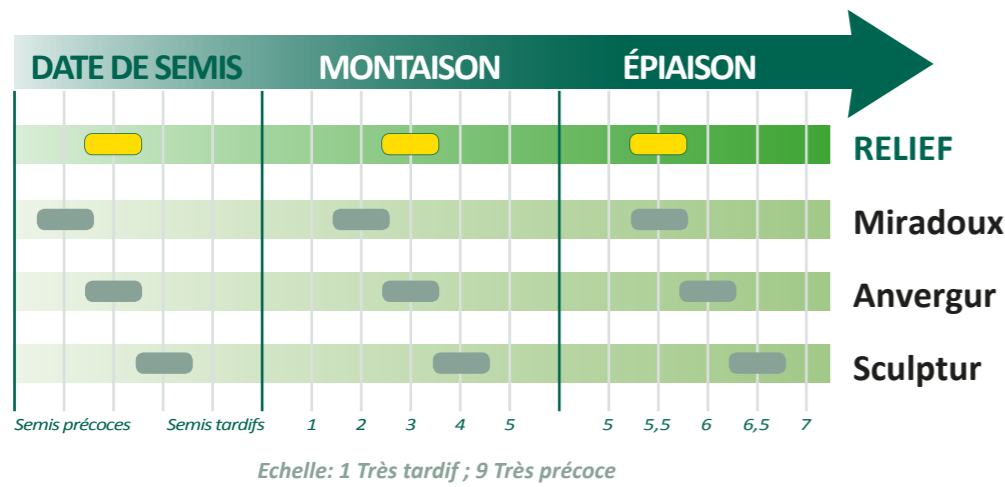 DATE DE SEMIS MONTAISON ÉPIAISON
RELIEF
Miradoux
Anvergur
Sculptur
Semis précoces Semis tardifs 1 2 3 4 5 5 5,5 6 6,5 7
Echelle: 1 Très tardif ; 9 Très précoce